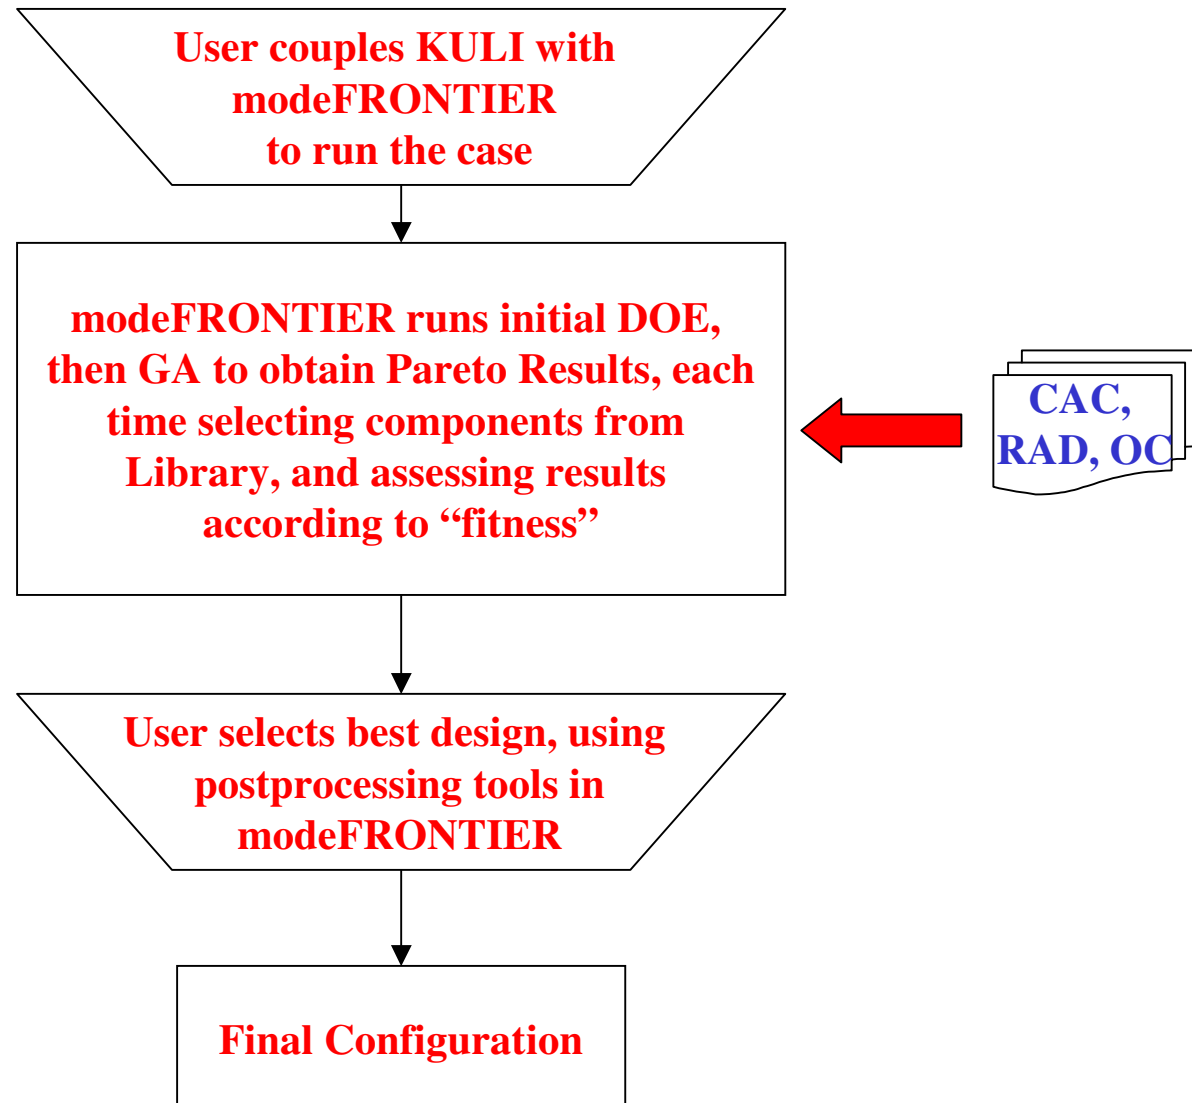 User couples KULI with
modeFRONTIER
to run the case
modeFRONTIER runs initial DOE,
then GA to obtain Pareto Results, each
time selecting components from
Library, and assessing results
according to “fitness”
CAC,
RAD, OC
User selects best design, using
postprocessing tools in
modeFRONTIER
Final Configuration